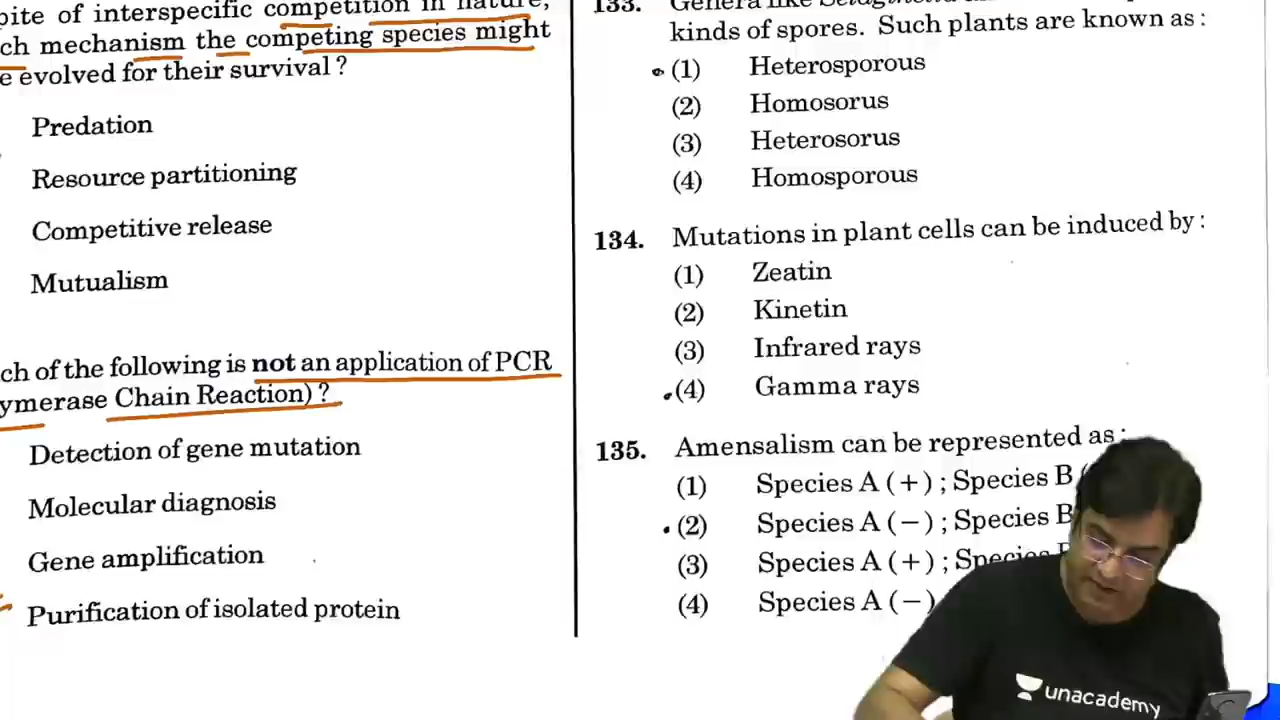 pite of interspecific competition in nature,
ch mechanism the competing species might
e evolved for their survival ?
Predation
Resource partitioning
Competitive release
Mutualism
ch of the following is not an application of PCR
ymerase Chain Reaction) ?
Detection of gene mutation
Molecular diagnosis
Gene amplification
Purification of isolated protein
133. Genera like
kinds of spores. Such plants are known as :
(1) Heterosporous
(2) Homosorus
(3) Heterosorus
(4) Homosporous
134. Mutations in plant cells can be induced by :
(1) Zeatin
(2) Kinetin
(3) Infrared rays
(4) Gamma rays
135. Amensalism can be represented as :
(1) Species A (+) ; Species B (
(2) Species A (−) ; Species B
(3) Species A (+) ; Species
(4) Species A (−)
unacademy